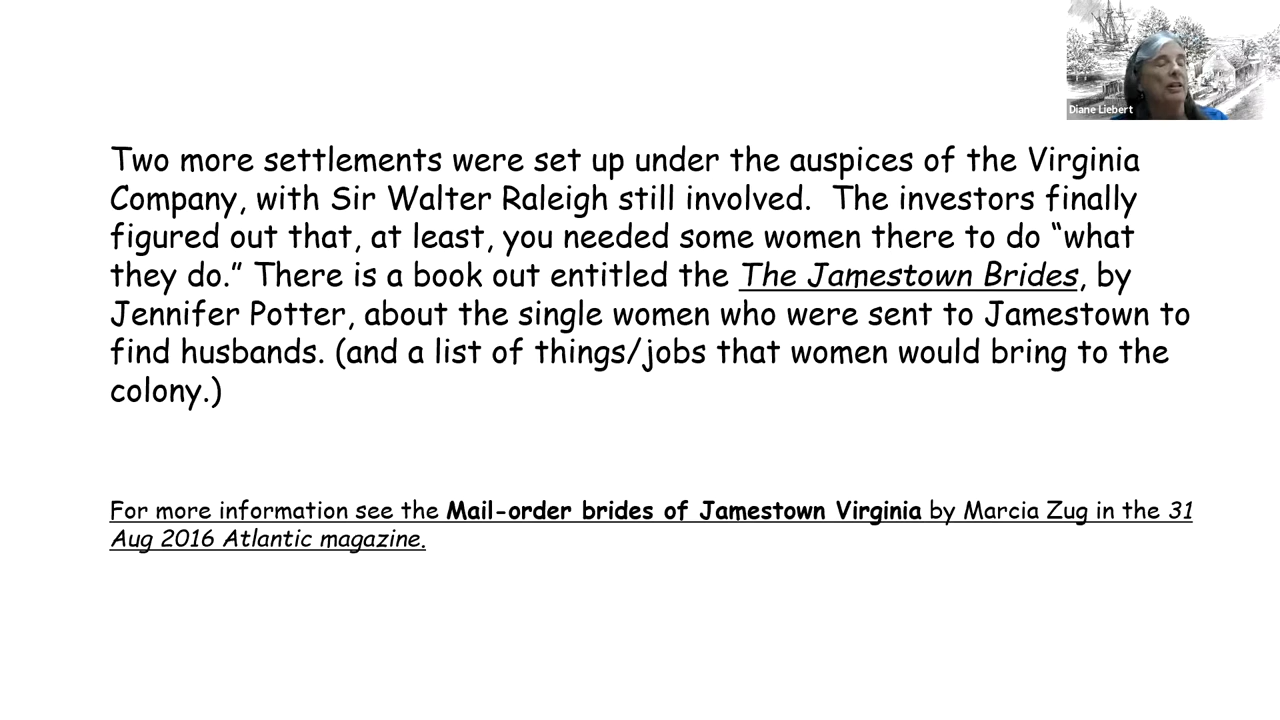 Diane Liebert
Two more settlements were set up under the auspices of the Virginia
Company, with Sir Walter Raleigh still involved.  The investors finally
figured out that, at least, you needed some women there to do “what
they do.” There is a book out entitled the The Jamestown Brides, by
Jennifer Potter, about the single women who were sent to Jamestown to
find husbands. (and a list of things/jobs that women would bring to the
colony.)
For more information see the Mail-order brides of Jamestown Virginia by Marcia Zug in the 31
Aug 2016 Atlantic magazine.